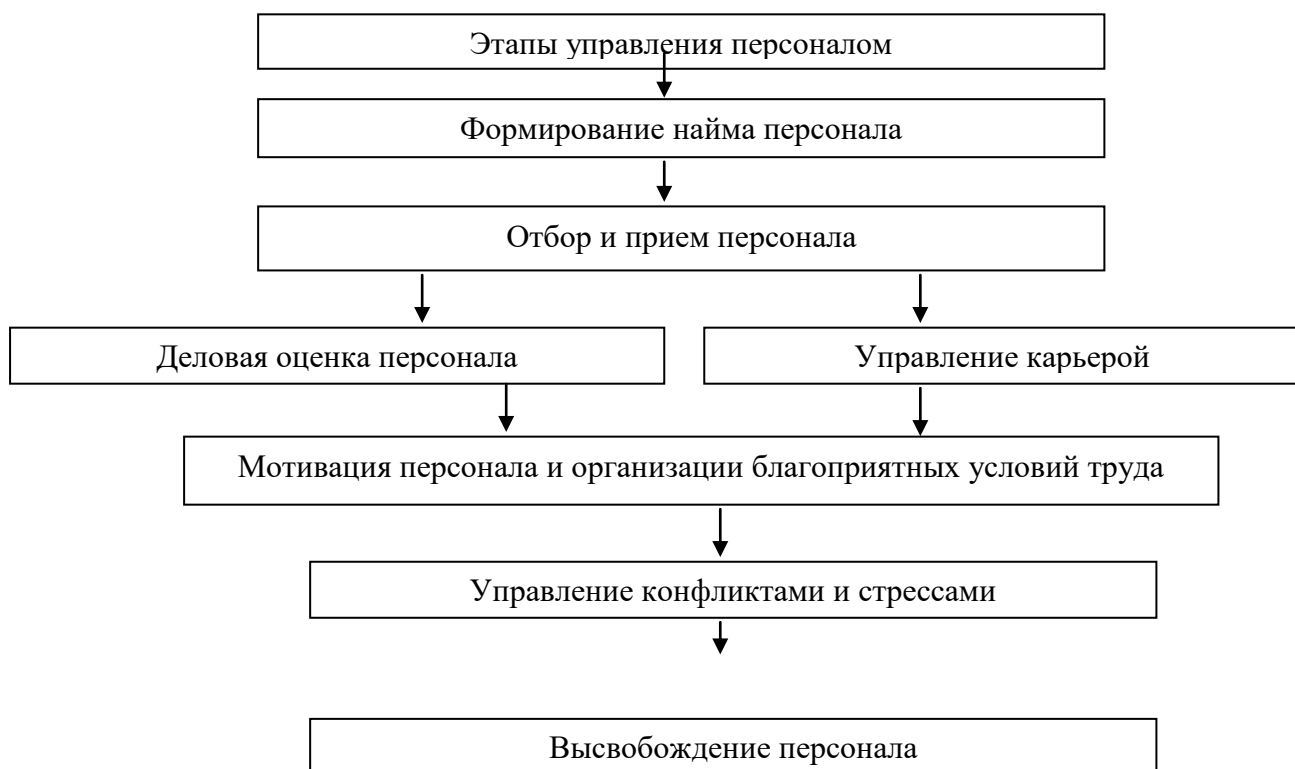 Этапы управления персоналом
Формирование найма персонала
Отбор и прием персонала
Деловая оценка персонала
Управление карьерой
Мотивация персонала и организации благоприятных условий труда
Управление конфликтами и стрессами
Высвобождение персонала